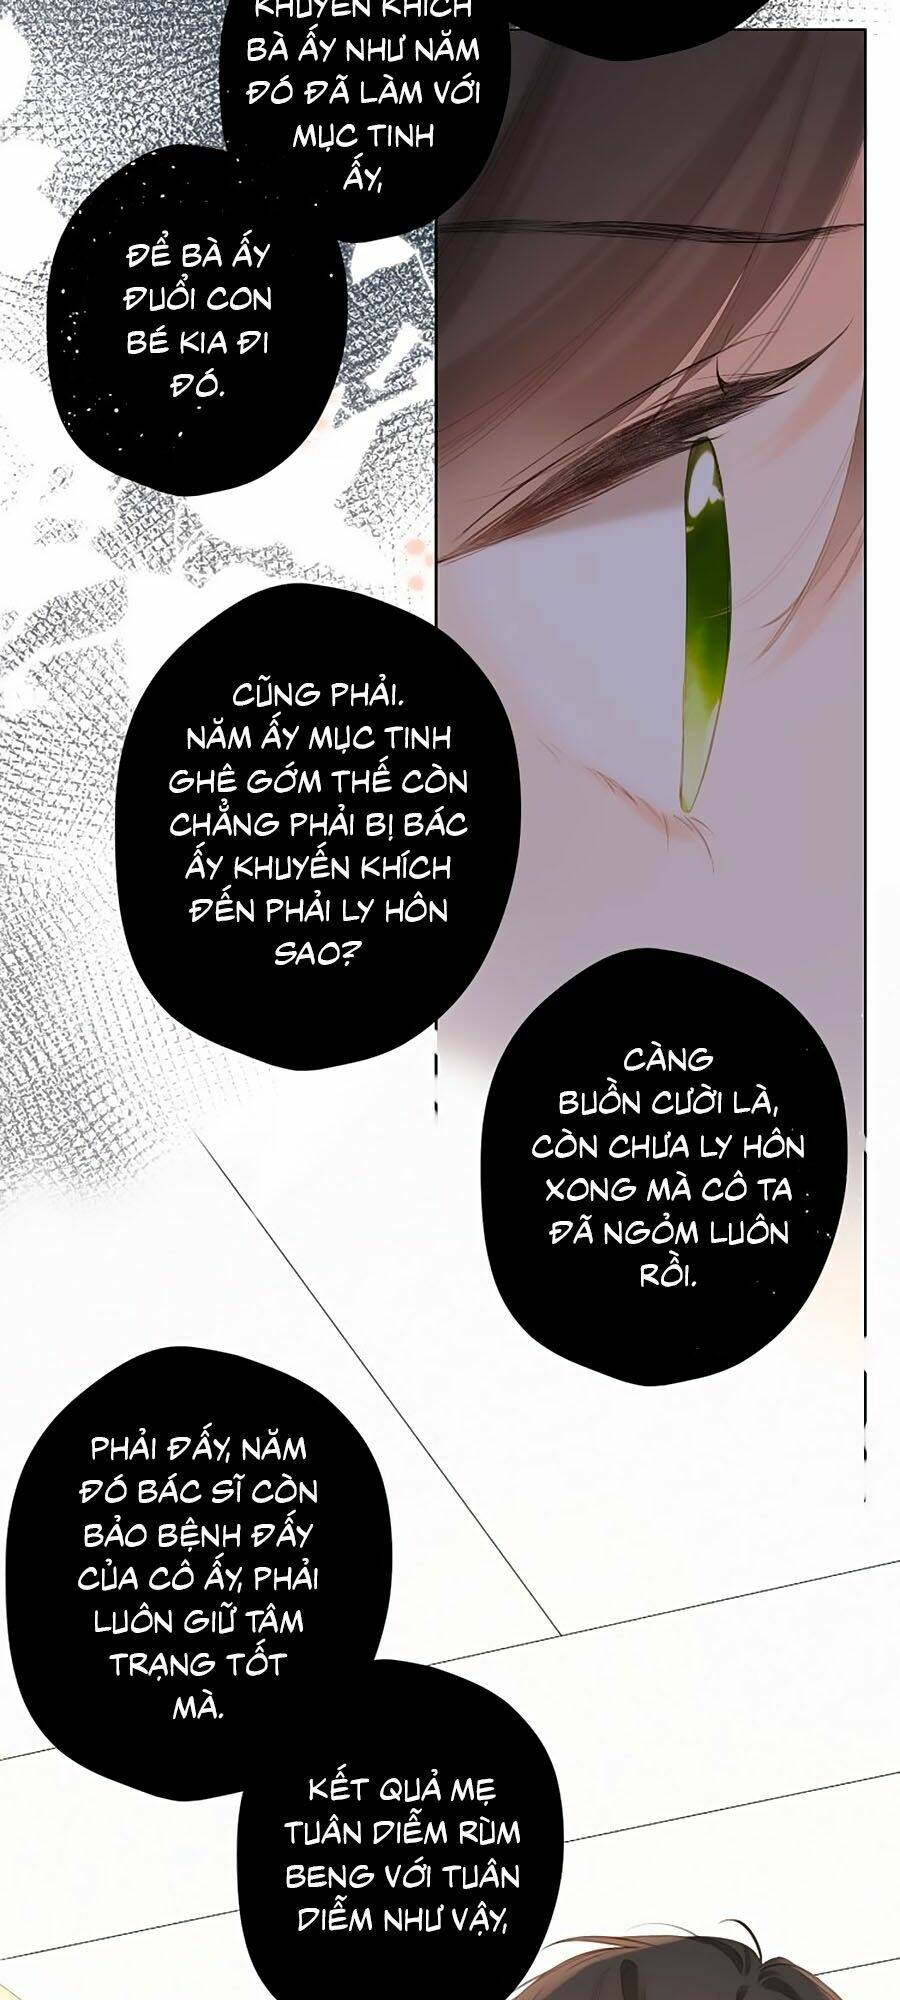 KHUYẾN KHÍCH
BÀ ẤY NHƯ NĂM
ĐÓ ĐÃ LÀM VỚI
MỤC TINH
ẤY,
ĐỂ BÀ ẤY
ĐUỔI CON
BÉ KIA ĐI
ĐÓ.
CŨNG PHẢI.
NĂM ẤY MỤC TINH
GHÊ GỚM THẾ CÒN
CHẲNG PHẢI BỊ BÁC
ẤY KHUYẾN KHÍCH
ĐẾN PHẢI LY HÔN
SAO?
CÀNG
BUỒN CƯỜI LÀ,
CÒN CHƯA LY HÔN
XONG MÀ CÔ TA
ĐÃ NGỎM LUÔN
RỒI.
PHẢI ĐẤY, NĂM
ĐÓ BÁC SĨ CÒN
BẢO BỆNH ĐẤY
CỦA CÔ ẤY, PHẢI
LUÔN GIỮ TÂM
TRẠNG TỐT
MÀ.
KẾT QUẢ MẸ
TUÂN DIỄM RÙM
BENG VỚI TUÂN
DIỄM NHƯ VẬY,